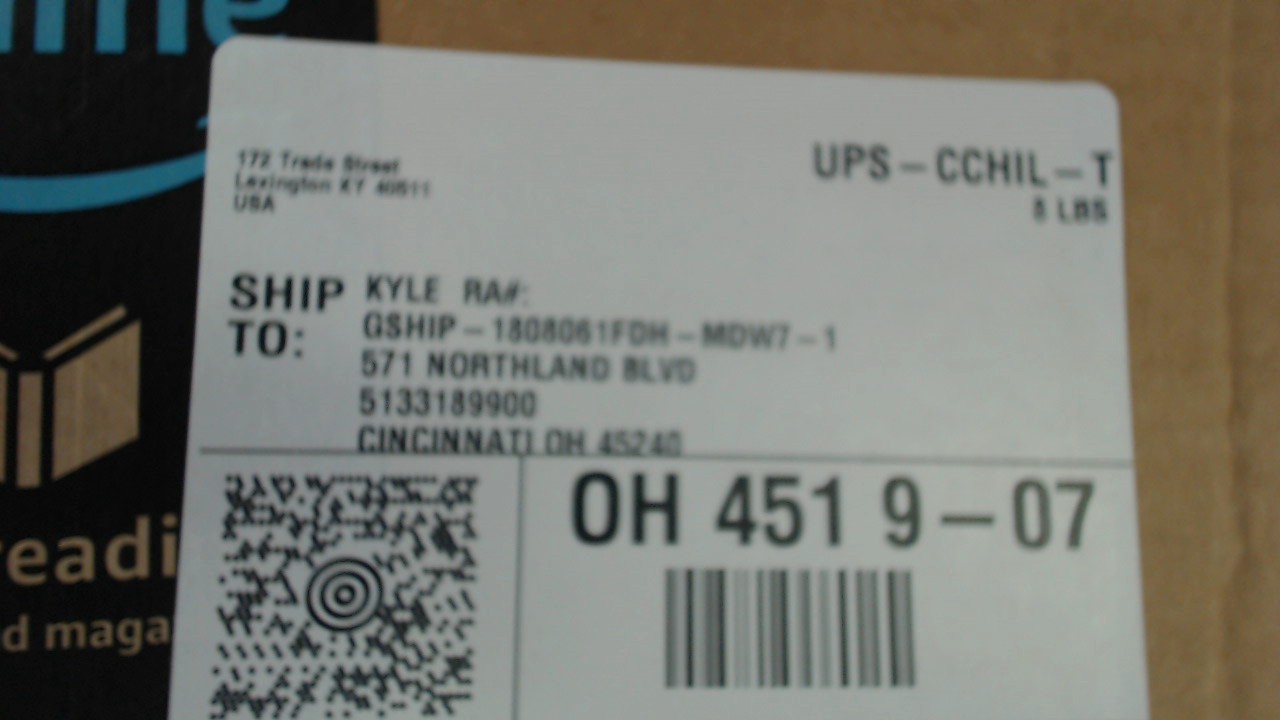 172 Trade Street
Lexington KY 40511
USA
UPS-CCHIL-T
8 LBS
SHIP TO:
KYLE RA#:
GSHIP-1808061FDH-MDW7-1
571 NORTHLAND BLVD
5133189900
CINCINNATI OH 45240
OH 451 9-07
readi
d maga